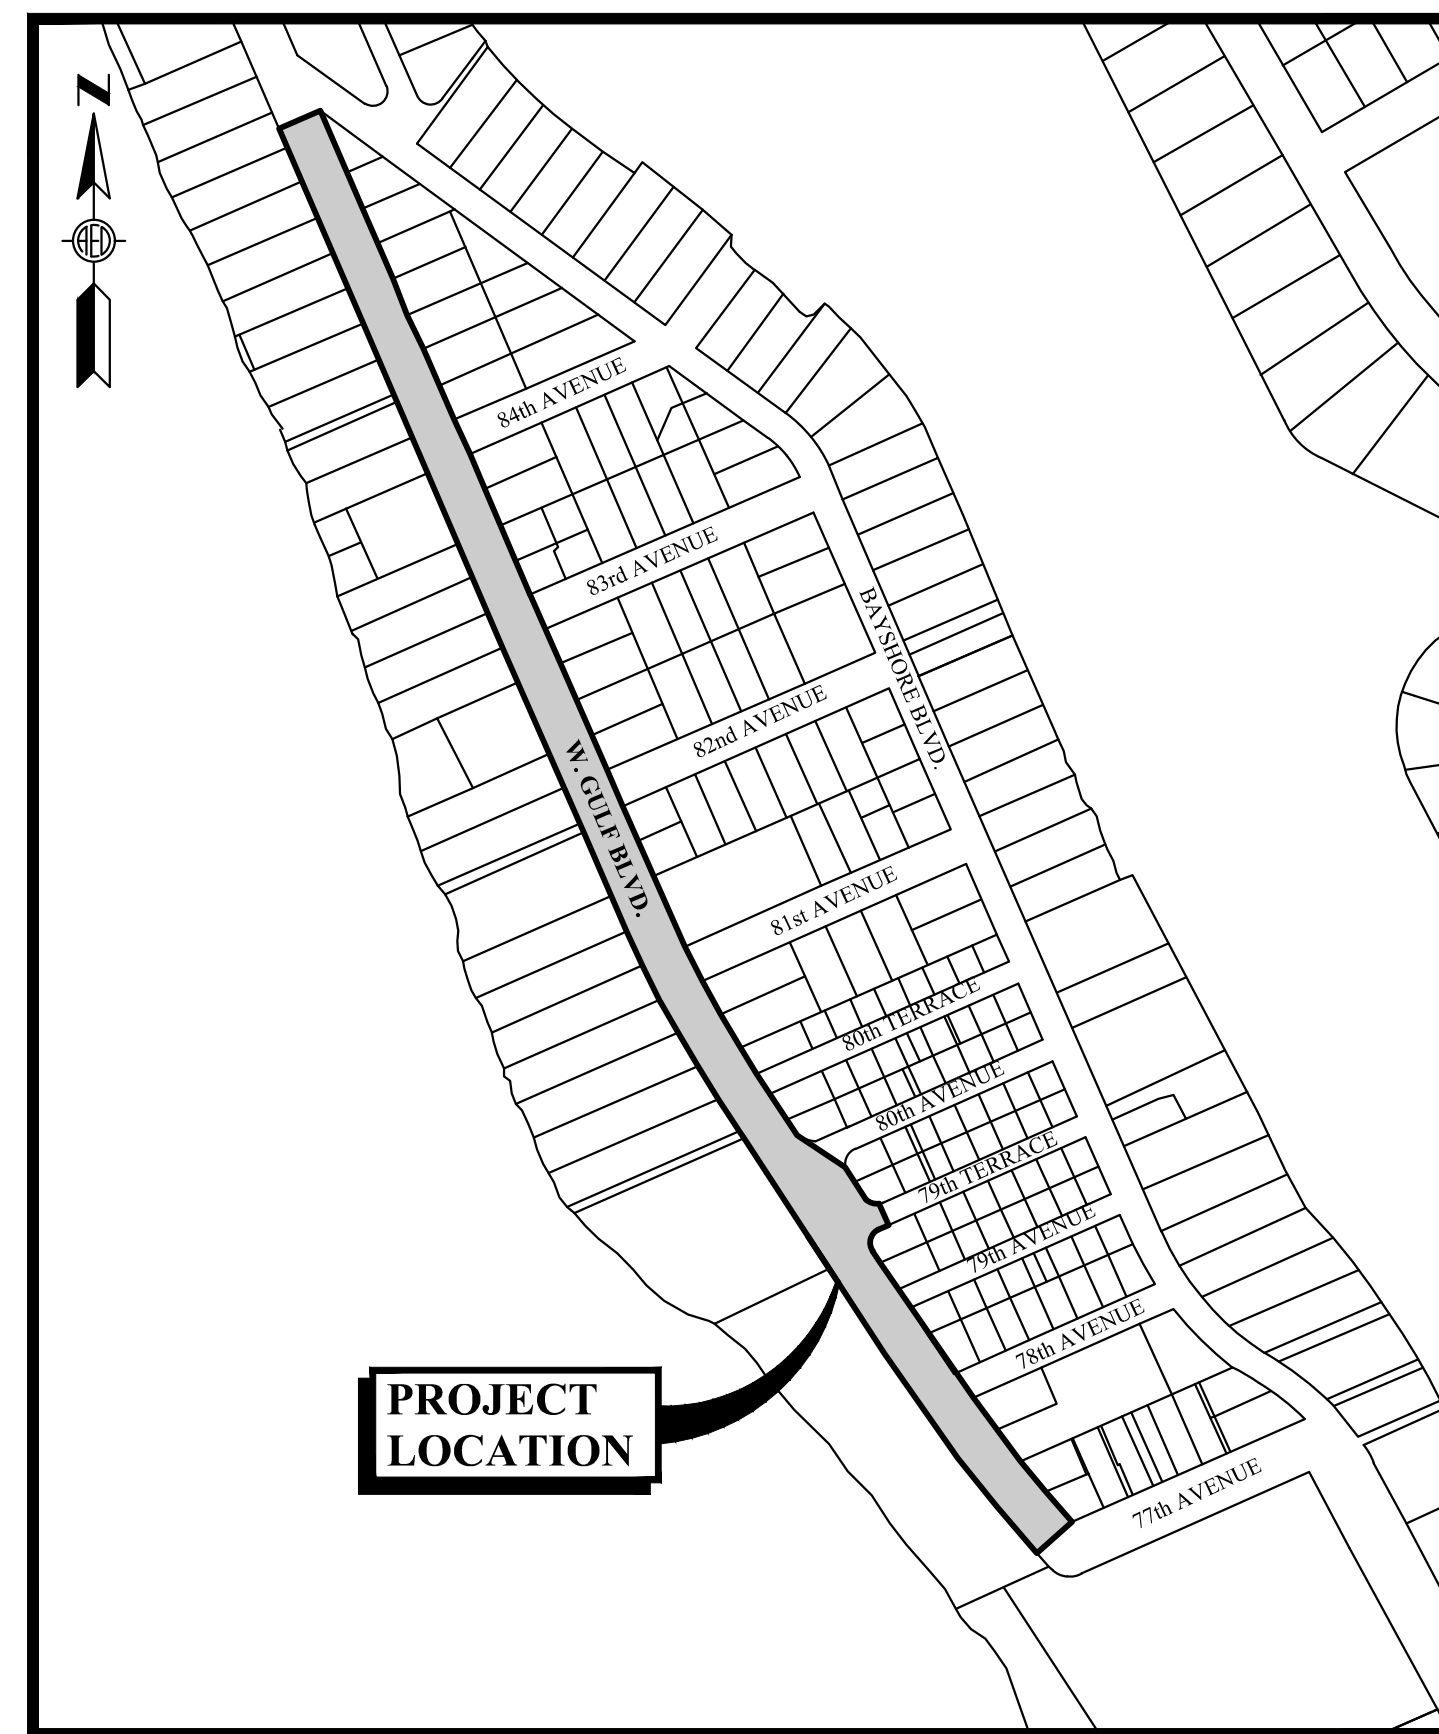 N
AED
84th AVENUE
83rd AVENUE
BAYSHORE BLVD.
82nd AVENUE
W. GULF BLVD.
81st AVENUE
80th TERRACE
80th AVENUE
79th TERRACE
79th AVENUE
78th AVENUE
PROJECT
LOCATION
77th AVENUE